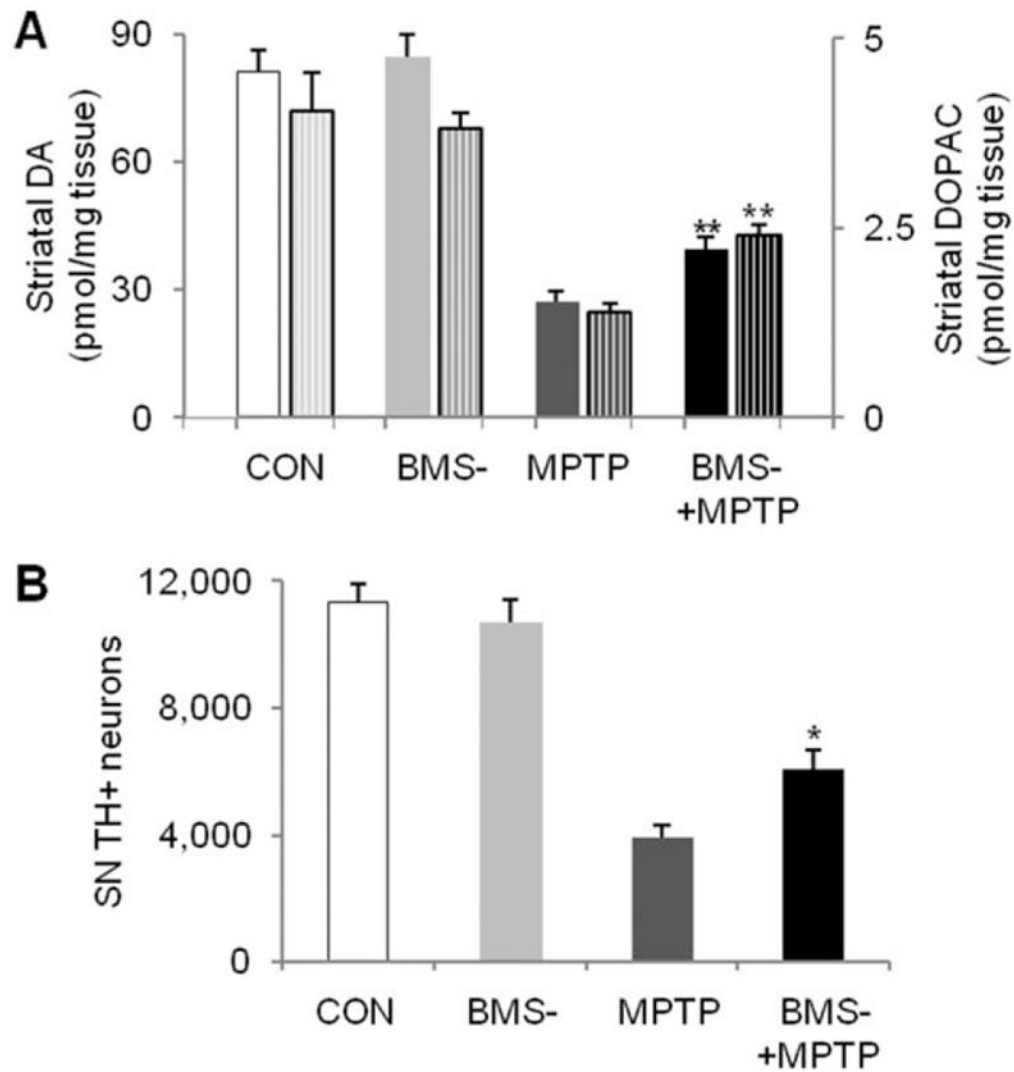 A
Striatal DA
(pmol/mg tissue)
90
60
30
0
5
2.5
0
Striatal DOPAC
(pmol/mg tissue)
**
**
CON
BMS-
MPTP
BMS-
+MPTP
B
SN TH+ neurons
12,000
8,000
4,000
0
*
CON
BMS-
MPTP
BMS-
+MPTP